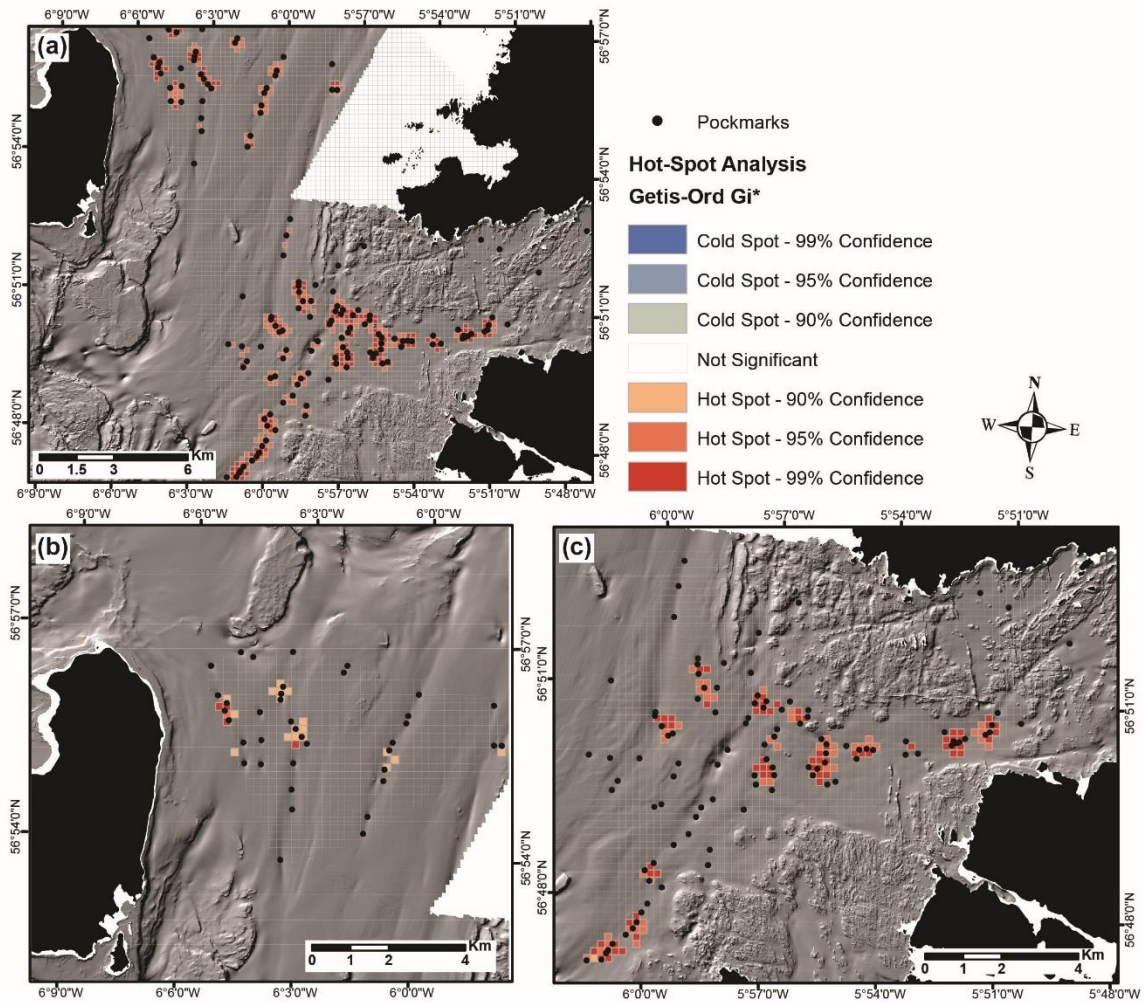 6°9'0"W 6°6'0"W 6°3'0"W 6°0'0"W 5°57'0"W 5°54'0"W 5°51'0"W
(a)
56°57'0"N
56°54'0"N
56°54'0"N
56°51'0"N
56°51'0"N
56°48'0"N
56°48'0"N
Km
0 1.5 3 6
6°9'0"W 6°6'0"W 6°3'0"W 6°0'0"W 5°57'0"W 5°54'0"W 5°51'0"W 5°48'0"W
Pockmarks
Hot-Spot Analysis
Getis-Ord Gi*
Cold Spot - 99% Confidence
Cold Spot - 95% Confidence
Cold Spot - 90% Confidence
Not Significant
Hot Spot - 90% Confidence
Hot Spot - 95% Confidence
Hot Spot - 99% Confidence
N
W E
S
6°9'0"W 6°6'0"W 6°3'0"W 6°0'0"W
(b)
56°57'0"N
56°57'0"N
56°54'0"N
56°54'0"N
Km
0 1 2 4
6°9'0"W 6°6'0"W 6°3'0"W 6°0'0"W
6°0'0"W 5°57'0"W 5°54'0"W 5°51'0"W
(c)
56°51'0"N
56°51'0"N
56°48'0"N
56°48'0"N
Km
0 1 2 4
6°0'0"W 5°57'0"W 5°54'0"W 5°51'0"W 5°48'0"W